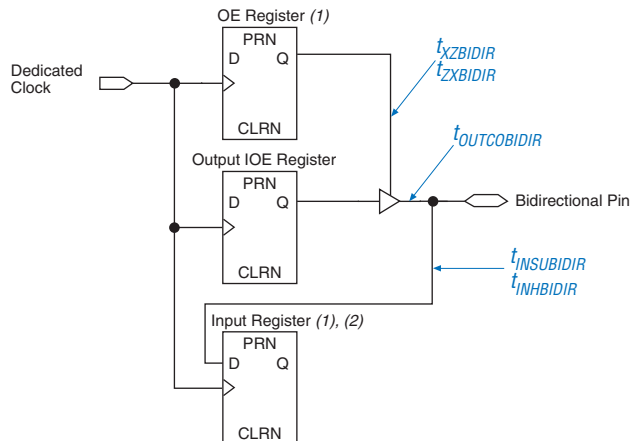 OE Register (1)
PRN
D Q
CLRN
Dedicated
Clock
tXZBIDIR
tZXBIDIR
tOUTCOBIDIR
Output IOE Register
PRN
D Q
CLRN
Bidirectional Pin
tINSUBIDIR
tINHBIDIR
Input Register (1), (2)
PRN
D Q
CLRN